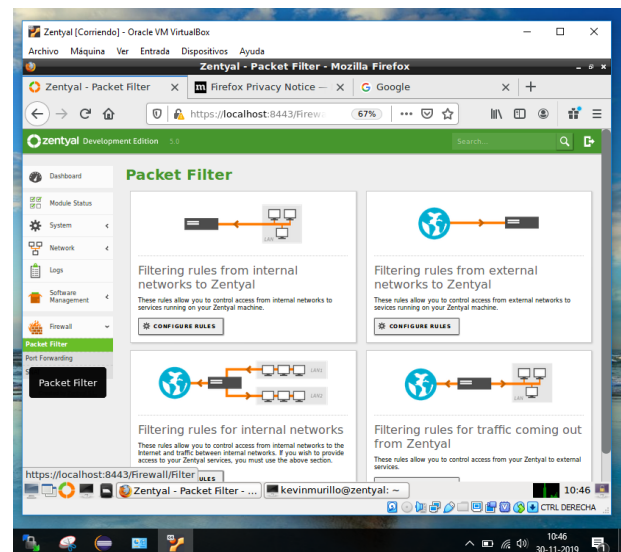 Zentyal [Corriendo] - Oracle VM VirtualBox
Archivo Máquina Ver Entrada Dispositivos Ayuda
Zentyal - Packet Filter - Mozilla Firefox
Zentyal - Packet Filter
Firefox Privacy Notice —
Google
https://localhost:8443/Firew
67%
zentyal Development Edition 5.0
Search...
Dashboard
Module Status
System
Network
Logs
Software
Management
Firewall
Packet Filter
Port Forwarding
S
Packet Filter
Packet Filter
LAN
Filtering rules from internal
networks to Zentyal
These rules allow you to control access from internal networks to
services running on your Zentyal machine.
CONFIGURE RULES
Filtering rules from external
networks to Zentyal
These rules allow you to control access from external networks to
services running on your Zentyal machine.
CONFIGURE RULES
LAN1
LAN2
Filtering rules for internal networks
These rules allow you to control access from internal networks to the
Internet and traffic between internal networks. If you wish to provide
access to your Zentyal services, you must use the above section.
ULES
LAN
Filtering rules for traffic coming out
from Zentyal
These rules allow you to control access from your Zentyal to external
services.
https://localhost:8443/Firewall/Filter
Zentyal - Packet Filter - ...
kevinmurillo@zentyal: ~
10:46
CTRL DERECHA
10:46
30-11-2019